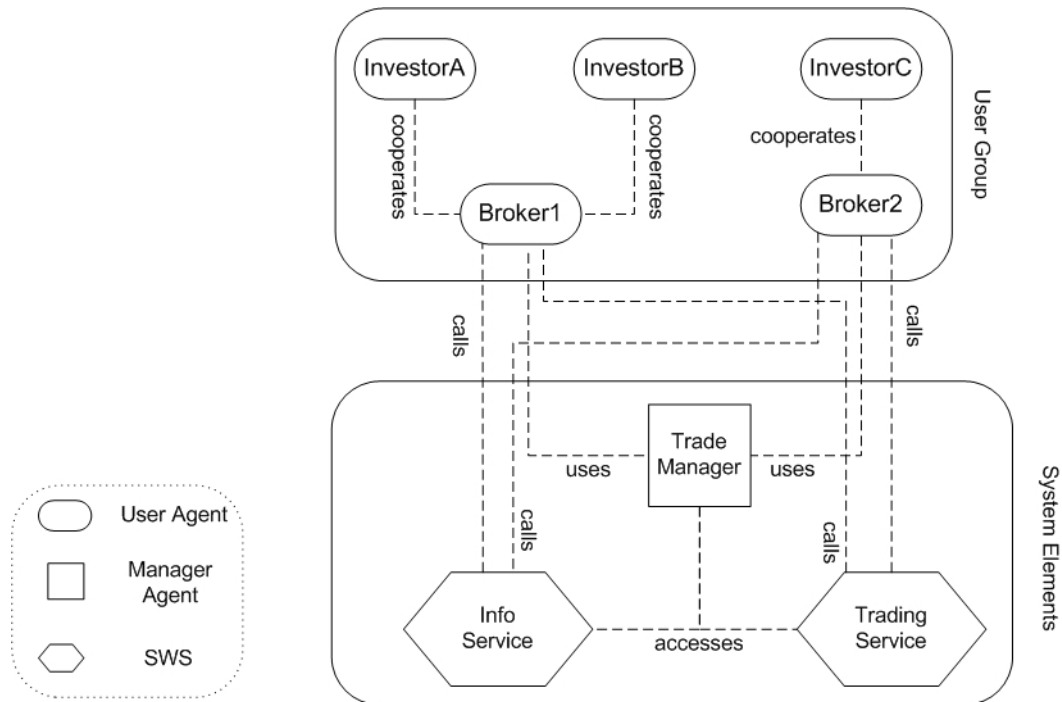 InvestorA
InvestorB
InvestorC
cooperates
cooperates
cooperates
User Group
Broker1
Broker2
calls
calls
Trade
Manager
uses
uses
calls
calls
Info
Service
Trading
Service
accesses
System Elements
User Agent
Manager
Agent
SWS